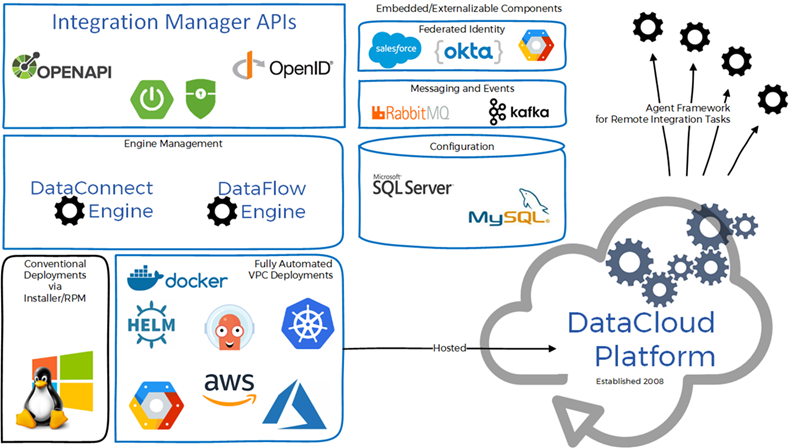 Integration Manager APIs
OPENAPI
OpenID®
Embedded/Externalizable Components
Federated Identity
salesforce
{okta}
Messaging and Events
RabbitMQ
kafka
Agent Framework
for Remote Integration Tasks
Engine Management
DataConnect
Engine
DataFlow
Engine
Configuration
Microsoft®
SQL Server®
MySQL®
Conventional
Deployments
via
Installer/RPM
Fully Automated
VPC Deployments
docker
HELM
aws
Hosted
DataCloud
Platform
Established 2008